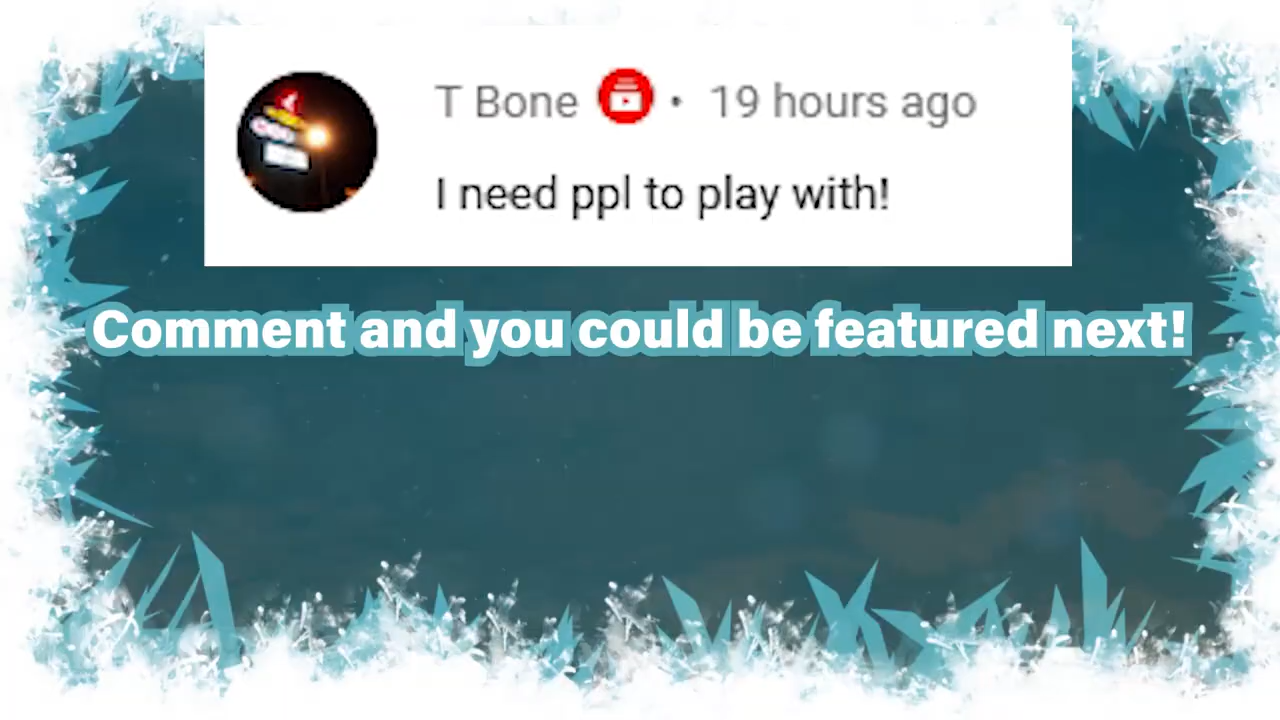 T Bone • 19 hours ago
I need ppl to play with!
Comment and you could be featured next!